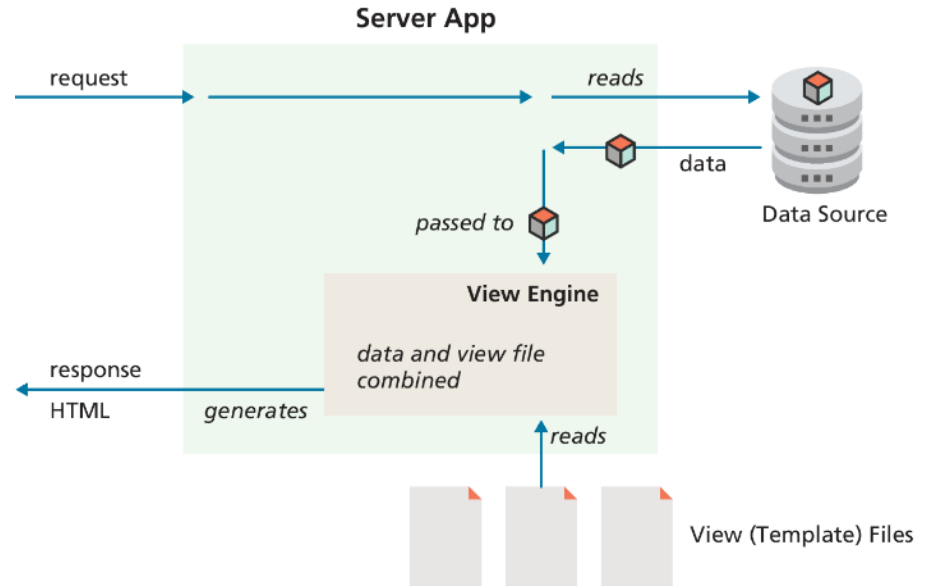 Server App
request
reads
data
Data Source
passed to
View Engine
data and view file
combined
response
HTML
generates
reads
View (Template) Files